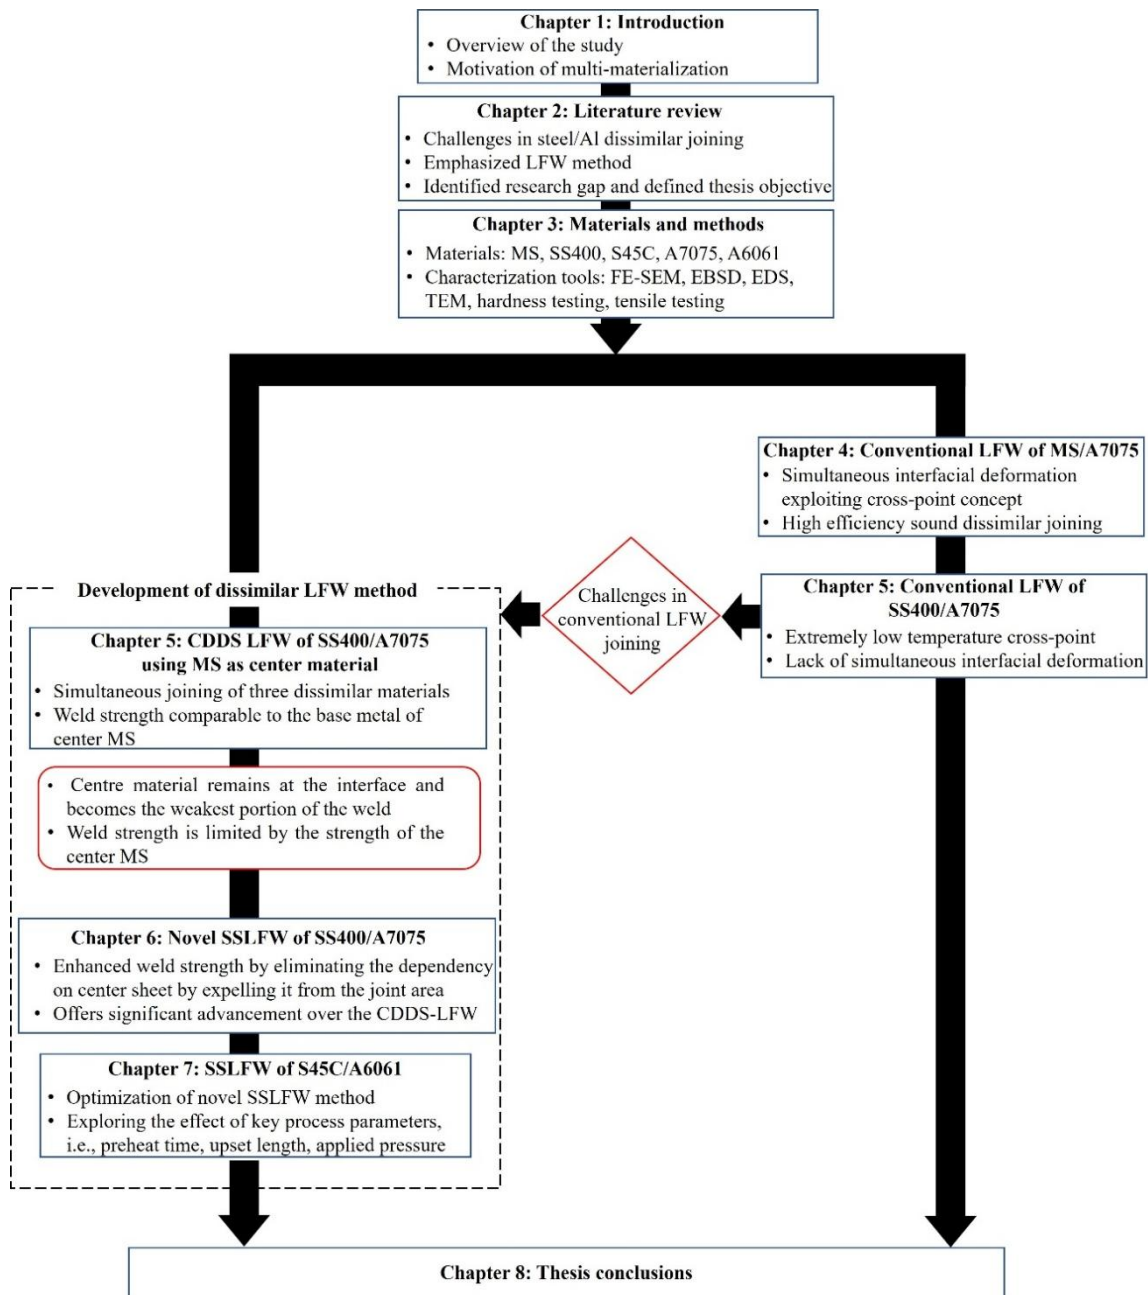 Chapter 1: Introduction
• Overview of the study
• Motivation of multi-materialization
Chapter 2: Literature review
• Challenges in steel/Al dissimilar joining
• Emphasized LFW method
• Identified research gap and defined thesis objective
Chapter 3: Materials and methods
• Materials: MS, SS400, S45C, A7075, A6061
• Characterization tools: FE-SEM, EBSD, EDS,
TEM, hardness testing, tensile testing
Chapter 4: Conventional LFW of MS/A7075
• Simultaneous interfacial deformation
exploiting cross-point concept
• High efficiency sound dissimilar joining
Chapter 5: Conventional LFW of
SS400/A7075
• Extremely low temperature cross-point
• Lack of simultaneous interfacial deformation
Challenges in
conventional LFW
joining
Development of dissimilar LFW method
Chapter 5: CDDS LFW of SS400/A7075
using MS as center material
• Simultaneous joining of three dissimilar materials
• Weld strength comparable to the base metal of
center MS
• Centre material remains at the interface and
becomes the weakest portion of the weld
• Weld strength is limited by the strength of the
center MS
Chapter 6: Novel SSLFW of SS400/A7075
• Enhanced weld strength by eliminating the dependency
on center sheet by expelling it from the joint area
• Offers significant advancement over the CDDS-LFW
Chapter 7: SSLFW of S45C/A6061
• Optimization of novel SSLFW method
• Exploring the effect of key process parameters,
i.e., preheat time, upset length, applied pressure
Chapter 8: Thesis conclusions